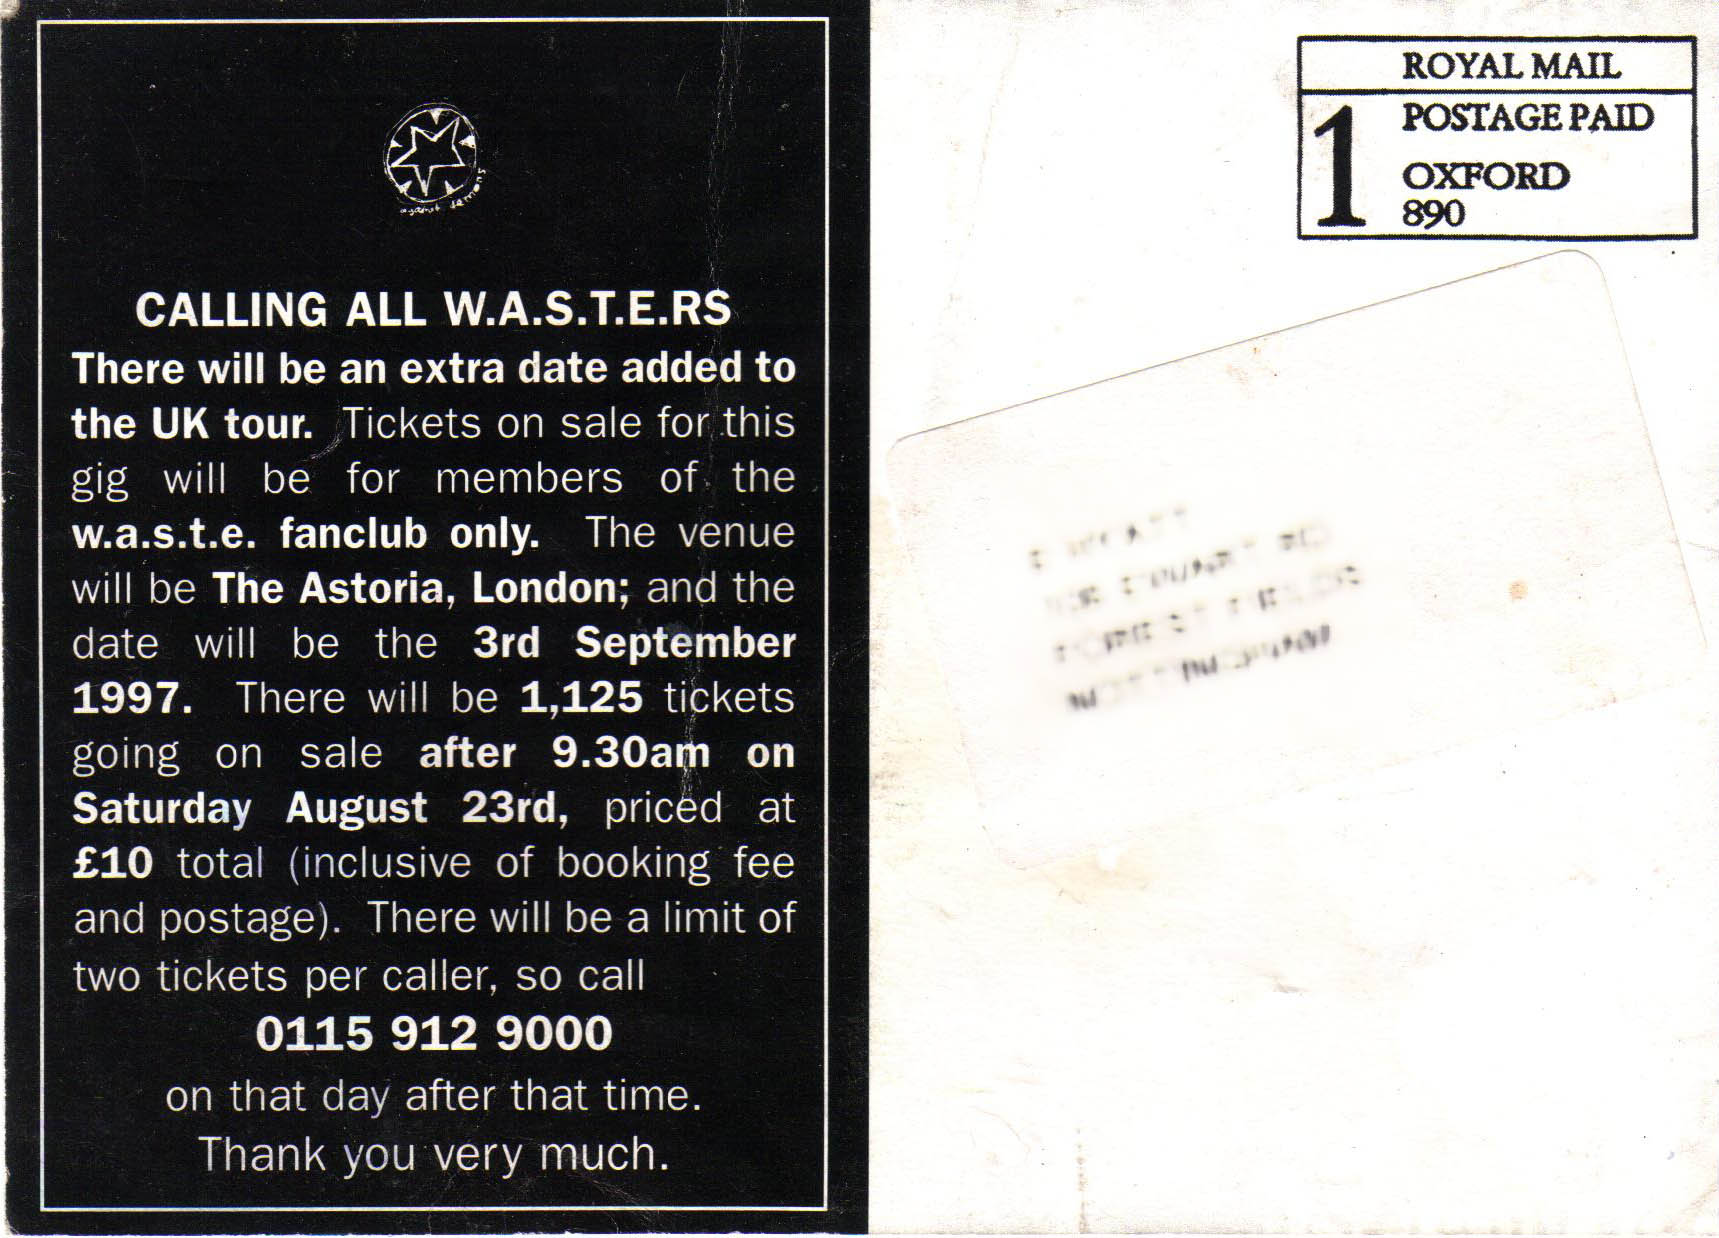 against demons
CALLING ALL W.A.S.T.E.RS
There will be an extra date added to
the UK tour. Tickets on sale for this
gig will be for members of the
w.a.s.t.e. fanclub only. The venue
will be The Astoria, London; and the
date will be the 3rd September
1997. There will be 1,125 tickets
going on sale after 9.30am on
Saturday August 23rd, priced at
£10 total (inclusive of booking fee
and postage). There will be a limit of
two tickets per caller, so call
0115 912 9000
on that day after that time.
Thank you very much.
ROYAL MAIL
1
POSTAGE PAID
OXFORD
890